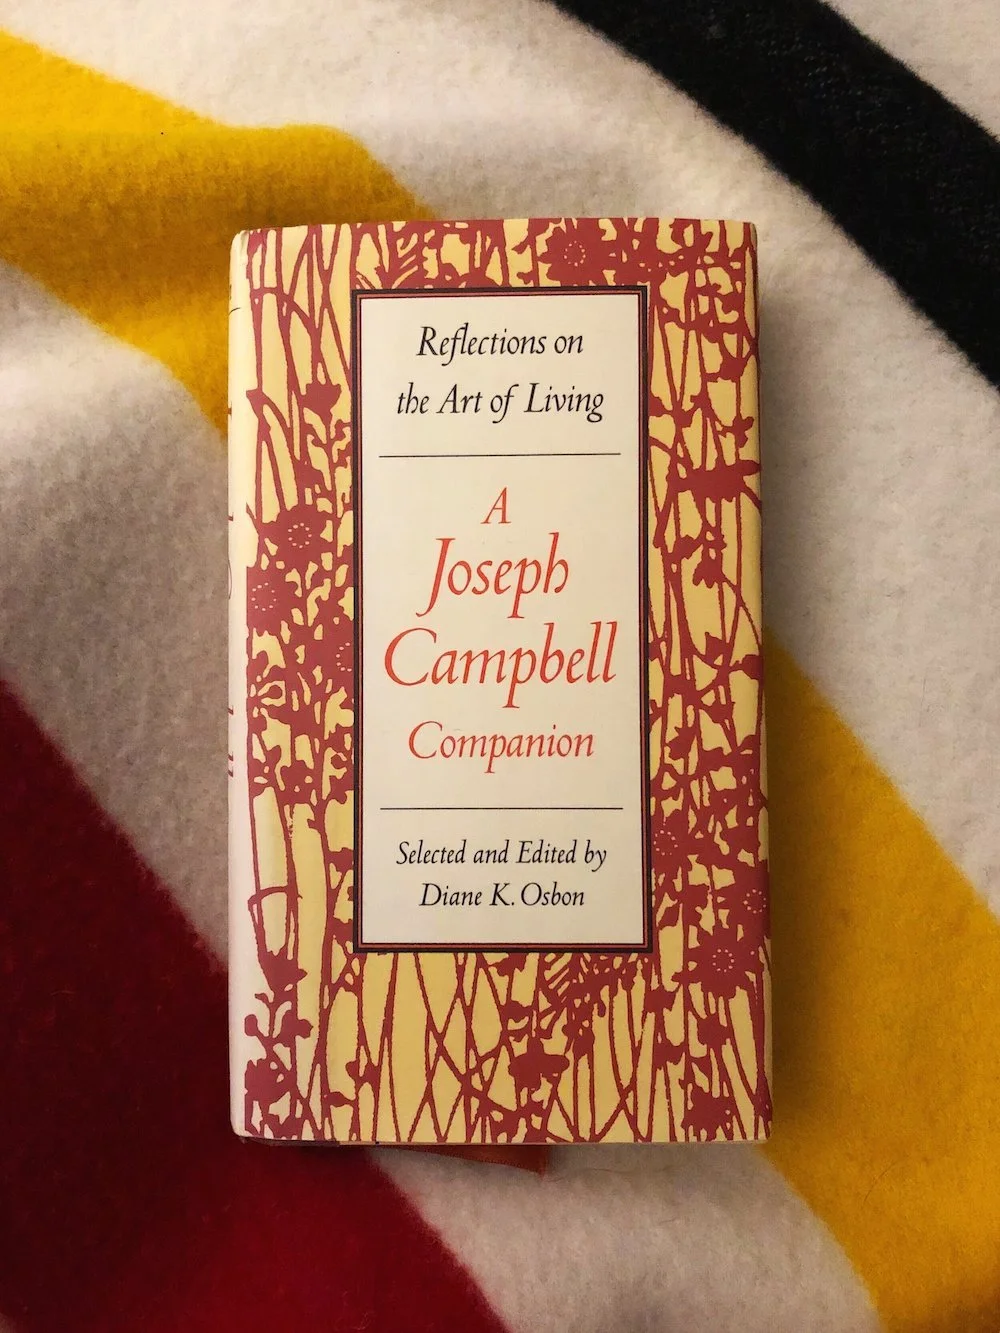 Reflections on
the Art of Living
A
Joseph
Campbell
Companion
Selected and Edited by
Diane K. Osbon